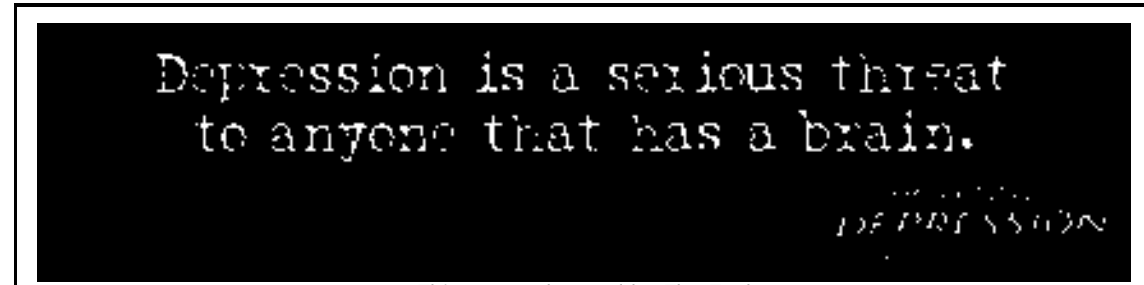 Depression is a serious threat
to anyone that has a brain.
DEPRESSION